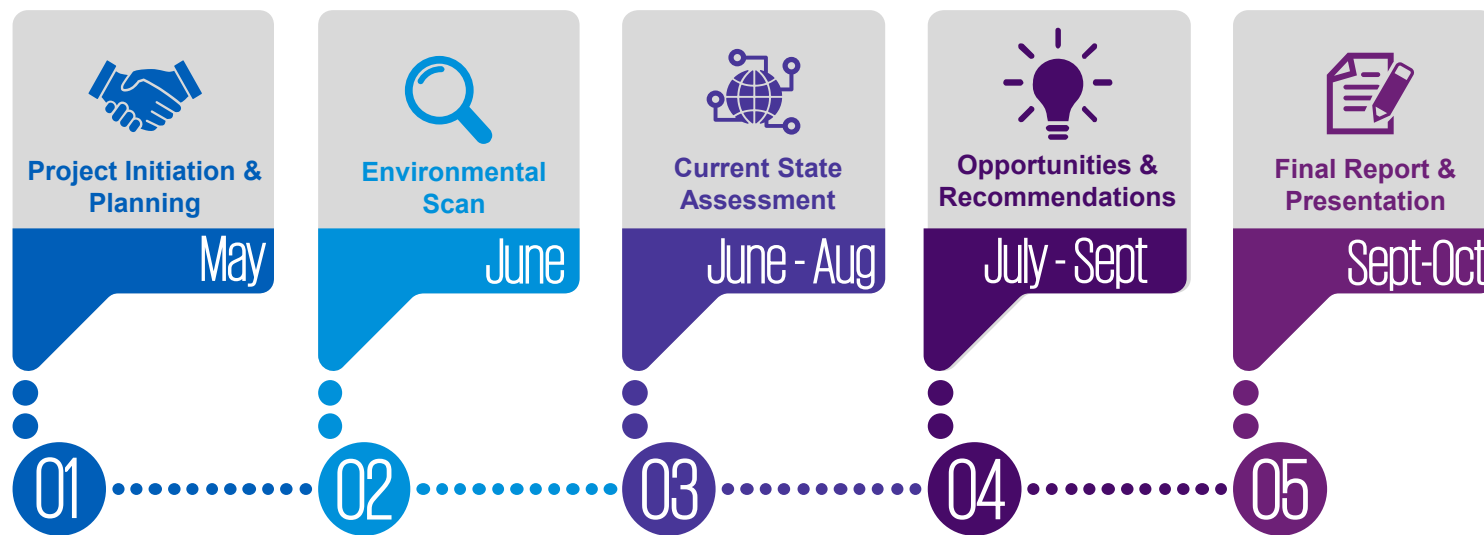 Project Initiation &
Planning
May
01
Environmental
Scan
June
02
Current State
Assessment
June - Aug
03
Opportunities &
Recommendations
July - Sept
04
Final Report &
Presentation
Sept-Oct
05